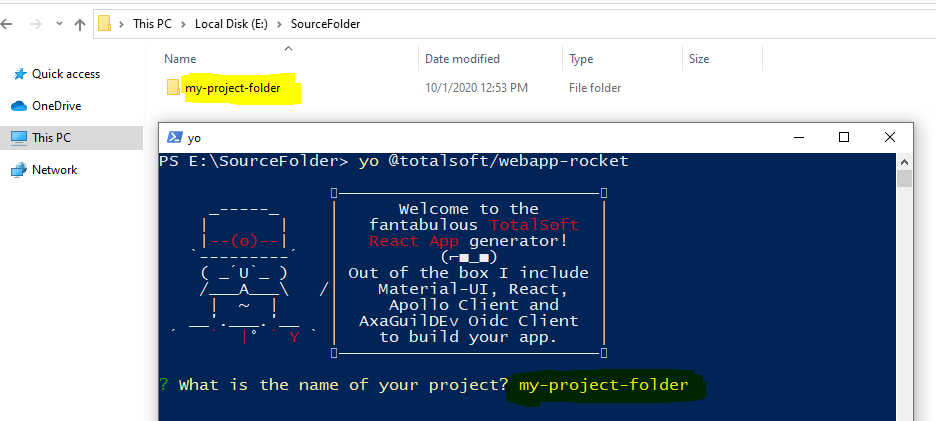 This PC > Local Disk (E:) > SourceFolder
Name Date modified Type Size
Quick access
my-project-folder 10/1/2020 12:53 PM File folder
OneDrive
This PC
Network
yo
PS E:\SourceFolder> yo @totalsoft/webapp-rocket
Welcome to the
fantabulous TotalSoft
React App generator!
(⌐■_■)
Out of the box I include
Material-UI, React,
Apollo Client and
AxaGuilDEv Oidc Client
to build your app.
? What is the name of your project? my-project-folder